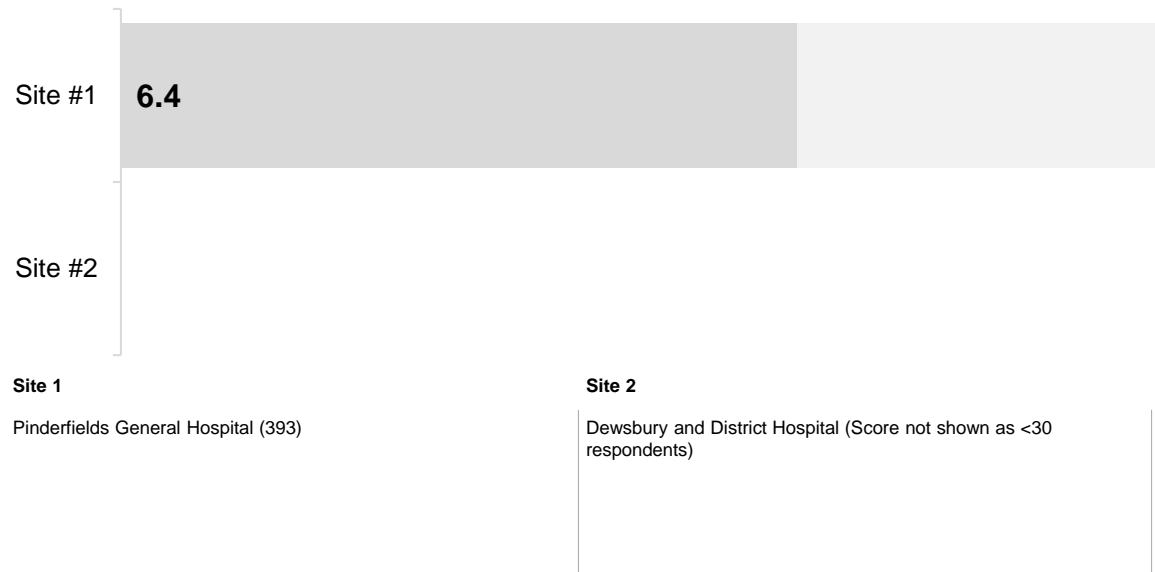 Site #1
6.4
Site #2
Site 1
Site 2
Pinderfields General Hospital (393)
Dewsbury and District Hospital (Score not shown as <30
respondents)